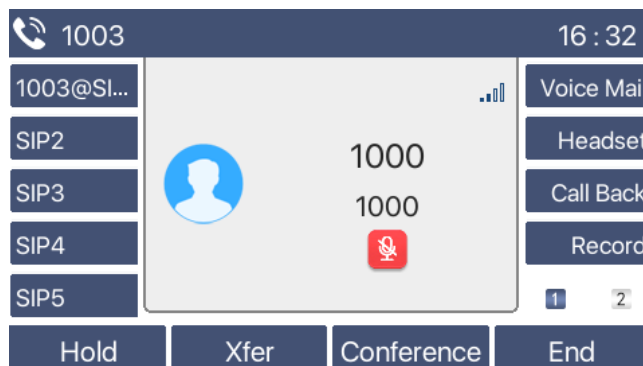 1003
16 : 32
1003@SI...
SIP2
SIP3
SIP4
SIP5
1000
1000
Voice Mai
Headset
Call Back
Record
1 2
Hold Xfer Conference End